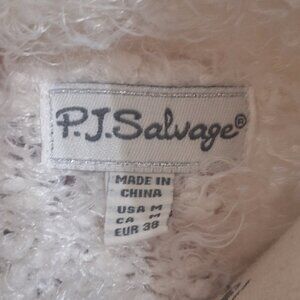 P.J.Salvage®
MADE IN
CHINA
USA M
CA M
EUR 38